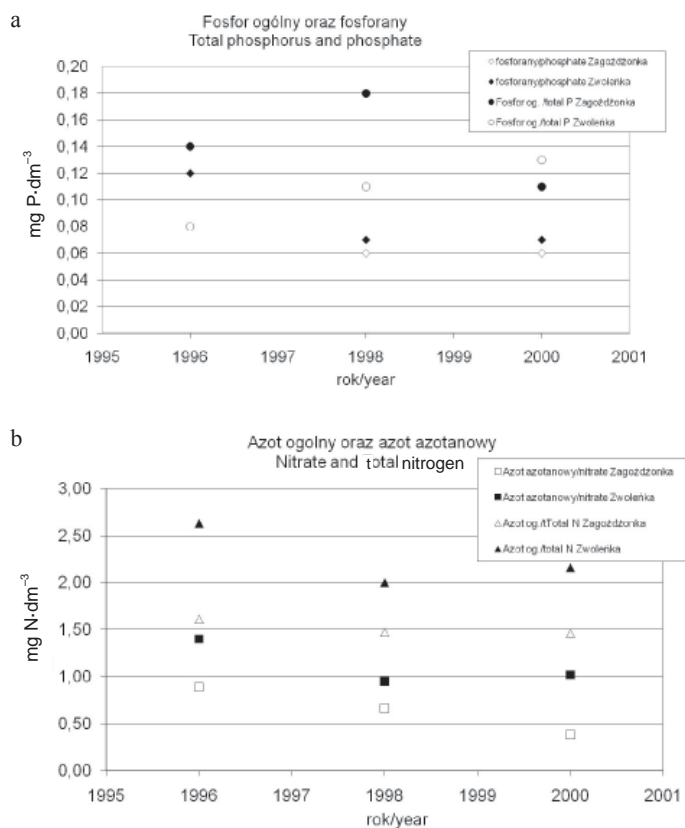 a
Fosfor ogólny oraz fosforany
Total phosphorus and phosphate
fosforany/phosphate Zagożdżonka
fosforany/phosphate Zwoleńka
Fosfor og. /total P Zagożdżonka
Fosfor og./total P Zwoleńka
0,20
0,18
0,16
0,14
0,12
0,10
0,08
0,06
0,04
0,02
0,00
mg P·dm⁻³
1995 1996 1997 1998 1999 2000 2001
rok/year
b
Azot ogolny oraz azot azotanowy
Nitrate and Total nitrogen
Azot azotanowy/nitrate Zagożdżonka
Azot azotanowy/nitrate Zwoleńka
Azot og./tTotal N Zagożdżonka
Azot og./total N Zwoleńka
3,00
2,50
2,00
1,50
1,00
0,50
0,00
mg N·dm⁻³
1995 1996 1997 1998 1999 2000 2001
rok/year